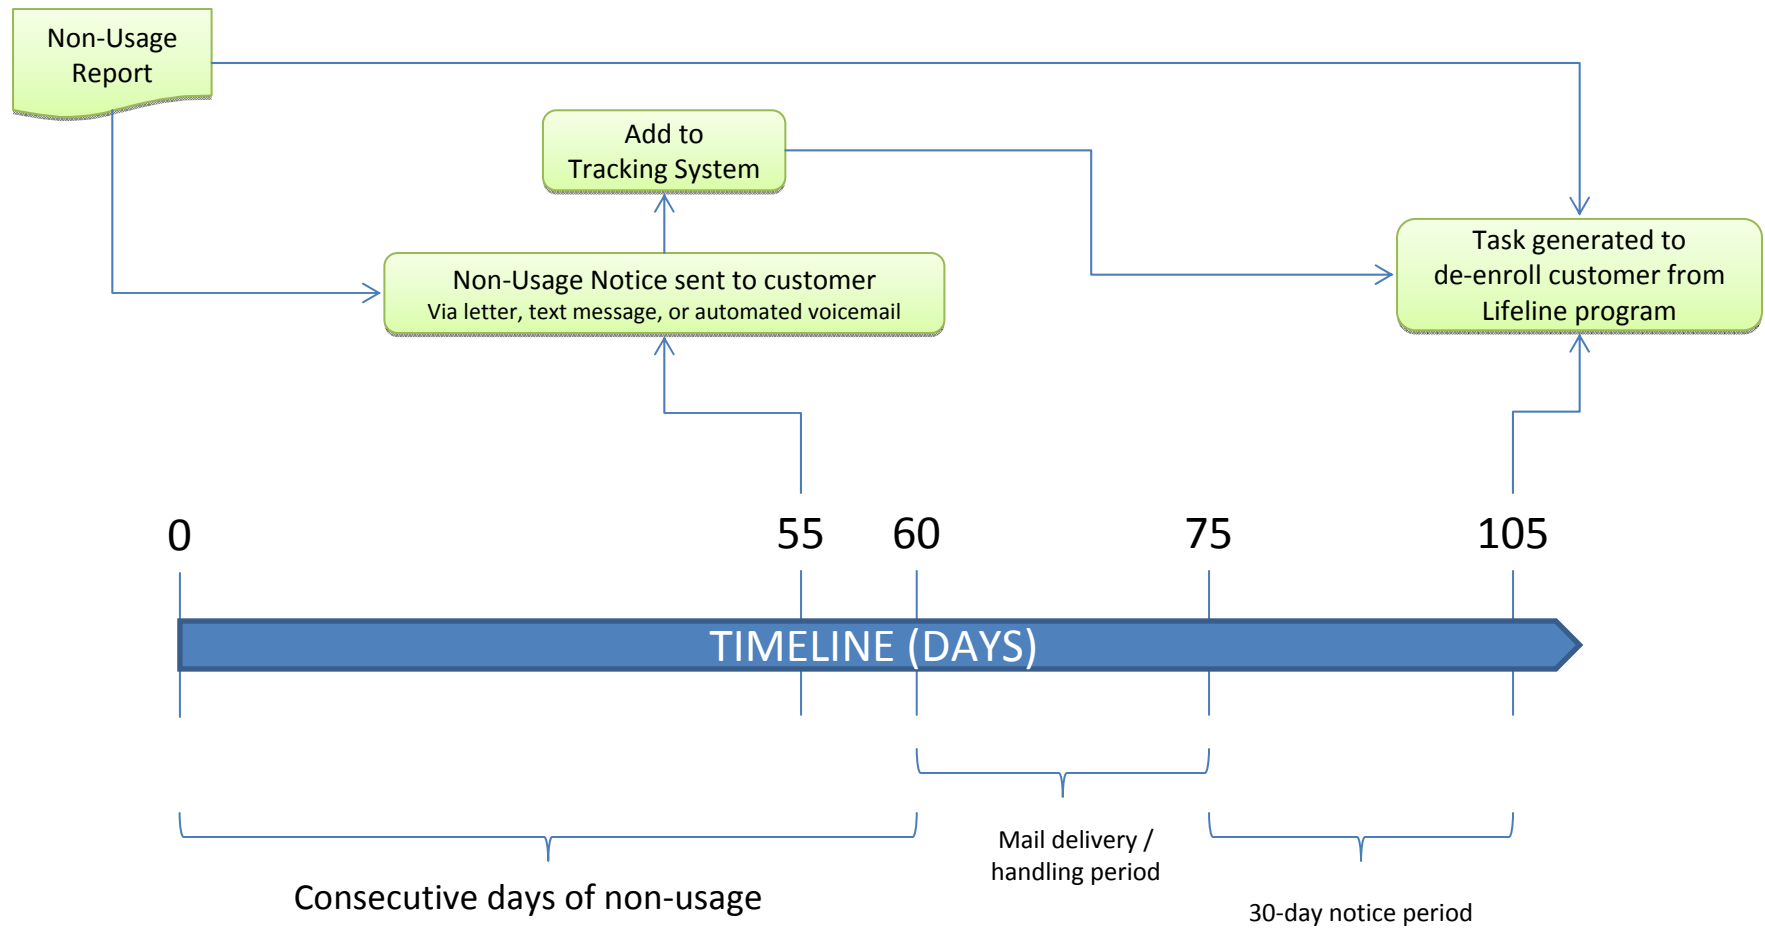 Non-Usage
Report
Add to
Tracking System
Non-Usage Notice sent to customer
Via letter, text message, or automated voicemail
Task generated to
de-enroll customer from
Lifeline program
0
55
60
75
105
TIMELINE (DAYS)
Mail delivery /
handling period
Consecutive days of non-usage
30-day notice period